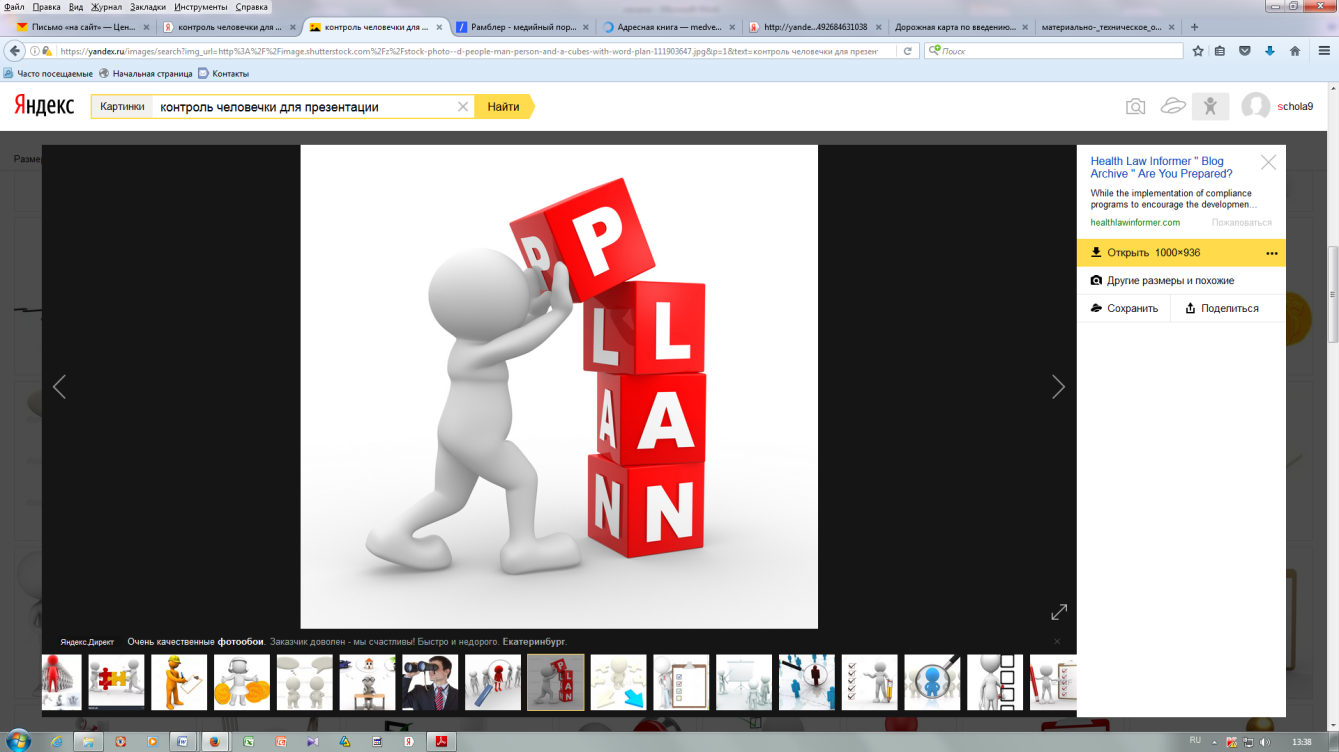 Файл Правка Вид Журнал Закладки Инструменты Справка
Письмо «на сайт» — Цен...
контроль человечки для ...
контроль человечки для ...
Рамблер - медийный пор...
Адресная книга — medve...
http://yande...492684631038
Дорожная карта по введению...
материально-_техническое_о...
https://yandex.ru/images/search?img_url=http%3A%2F%2Fimage.shutterstock.com%2Fz%2Fstock-photo--d-people-man-person-and-a-cubes-with-word-plan-111903647.jpg&p=1&text=контроль человечки для презен
Поиск
Часто посещаемые Начальная страница Контакты
Яндекс
Картинки
контроль человечки для презентации
Найти
schola9
Разме
P
P
L
L
A
A
N
N
Health Law Informer " Blog
Archive " Are You Prepared?
While the implementation of compliance
programs to encourage the developmen...
healthlawinformer.com
Пожаловаться
Открыть 1000×936
Другие размеры и похожие
Сохранить
Поделиться
Яндекс.Директ
Очень качественные фотообои. Заказчик доволен - мы счастливы! Быстро и недорого. Екатеринбург.
RU
13:38